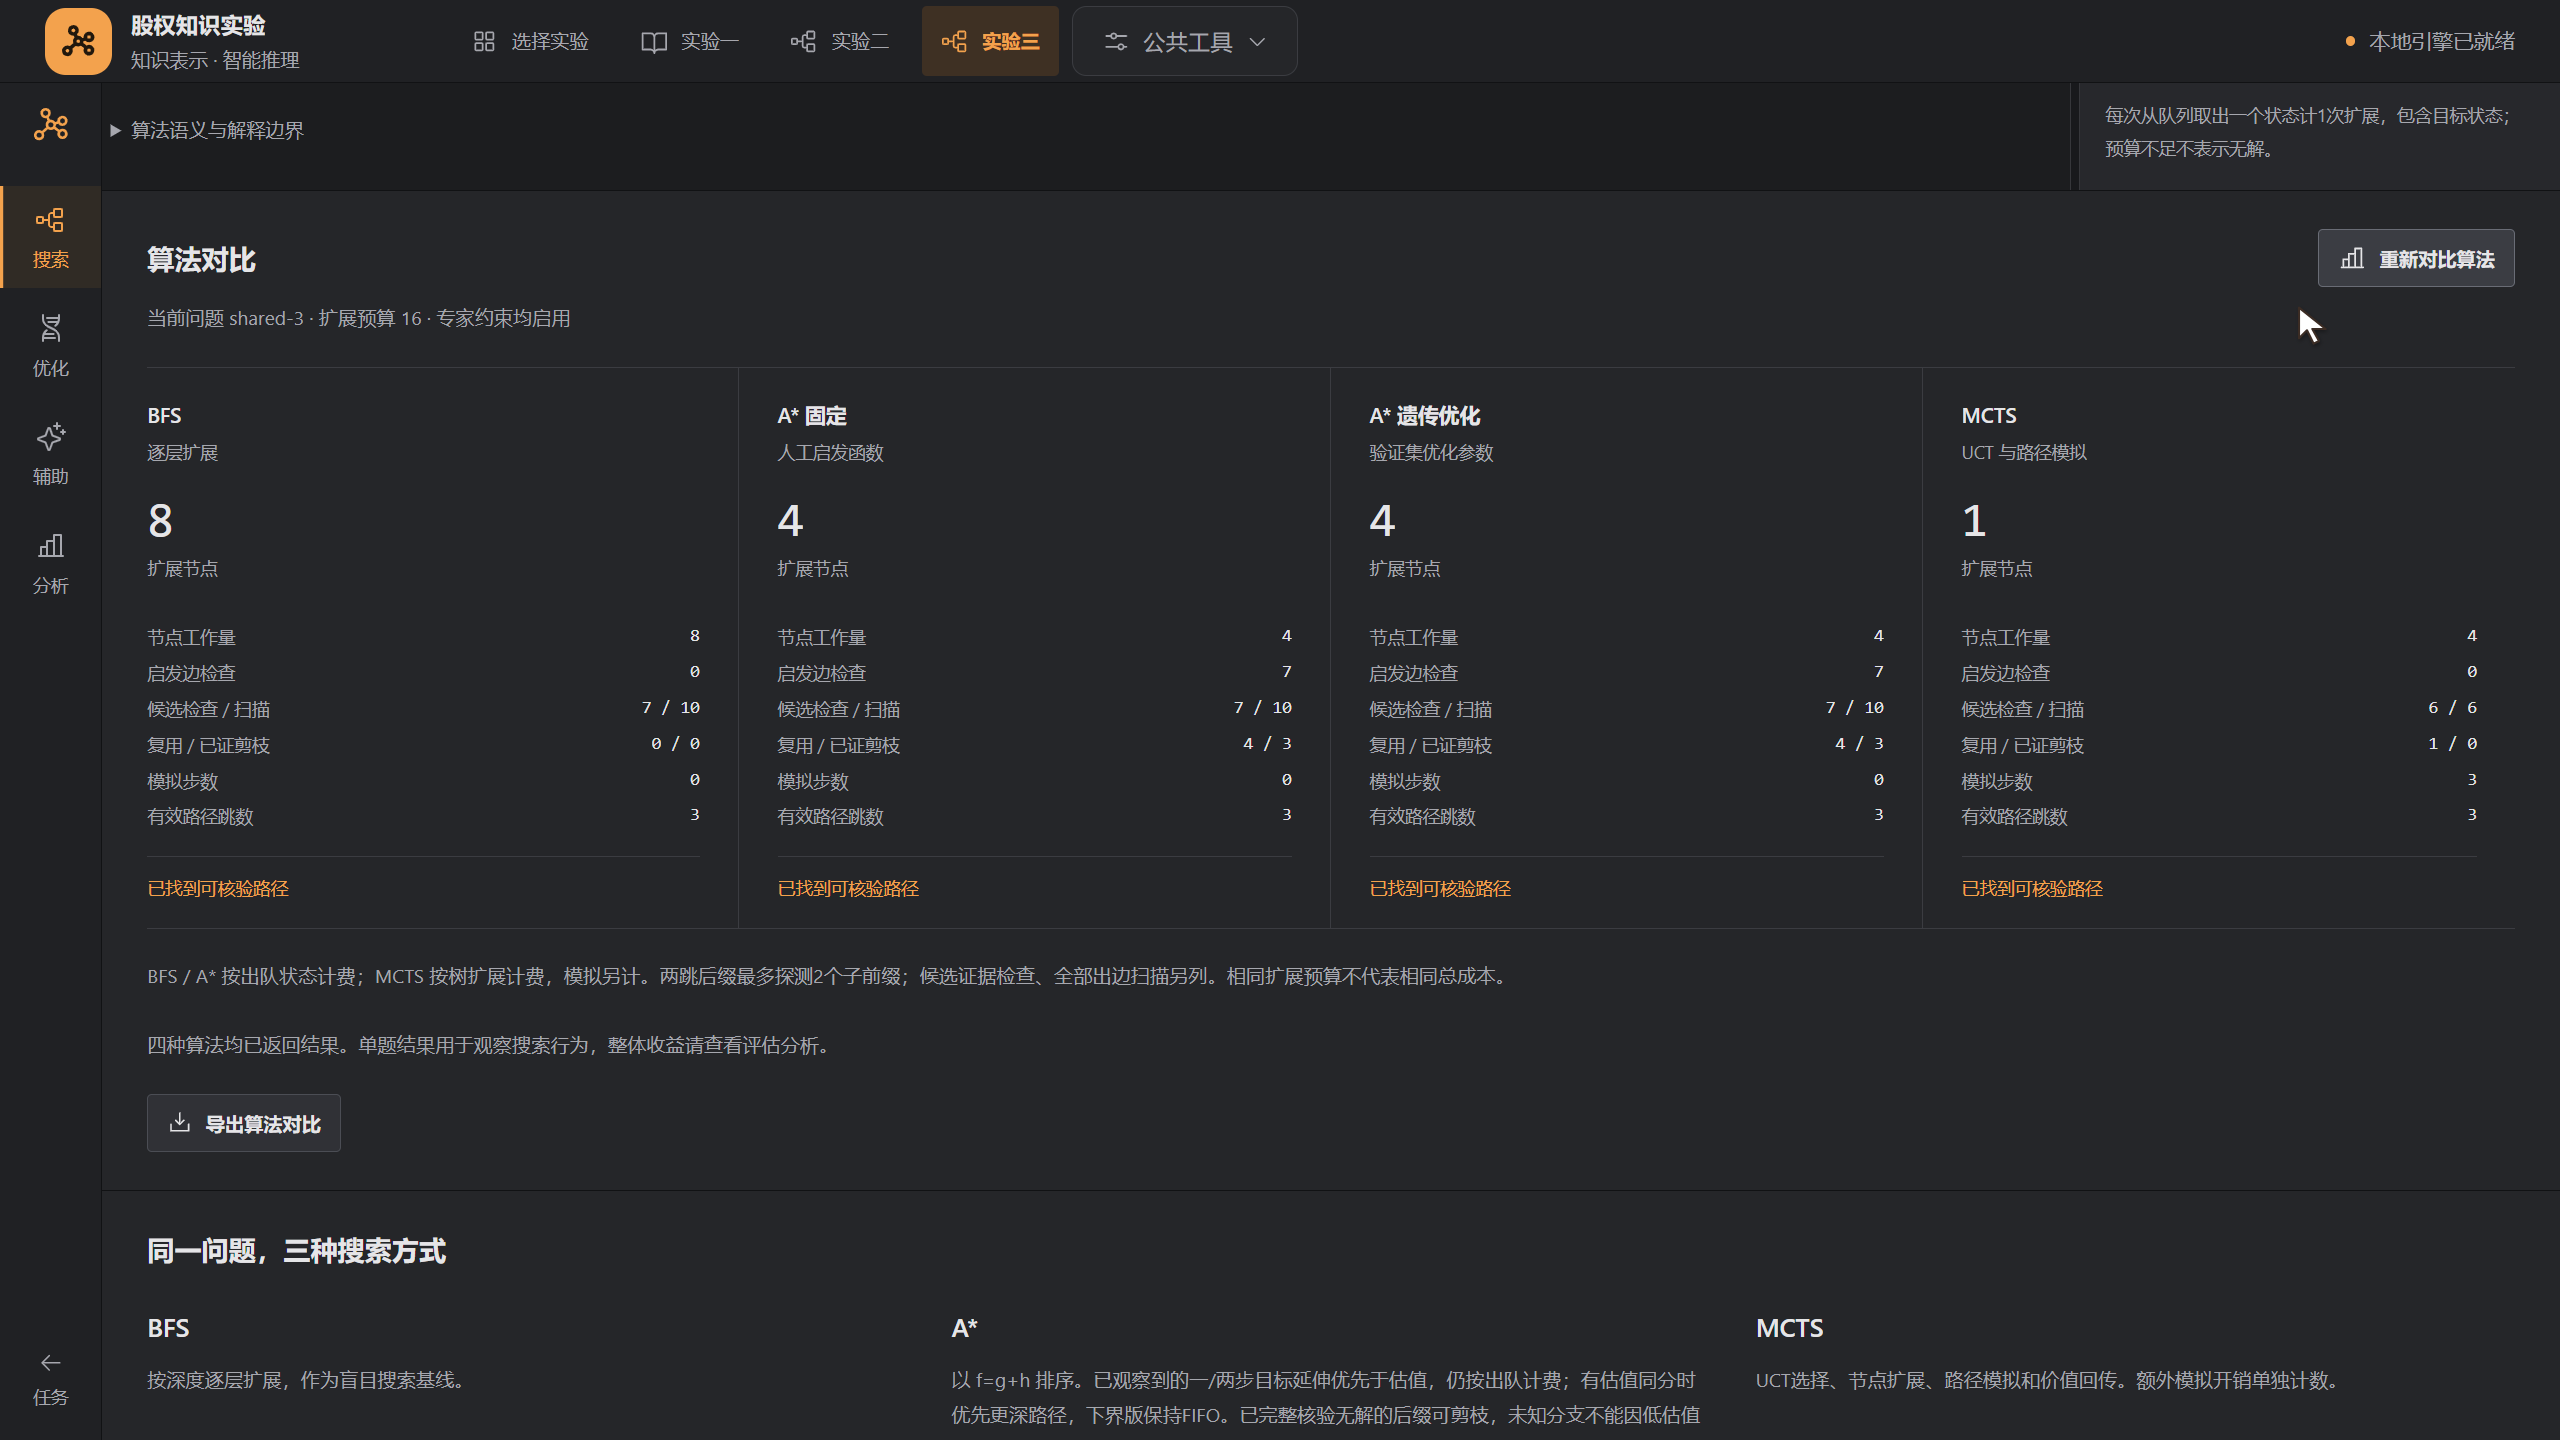 股权知识实验
知识表示 · 智能推理
选择实验
实验一
实验二
实验三
公共工具
本地引擎已就绪
搜索
优化
辅助
分析
任务
算法语义与解释边界
每次从队列取出一个状态计1次扩展，包含目标状态；
预算不足不表示无解。
算法对比
重新对比算法
当前问题 shared-3 · 扩展预算 16 · 专家约束均启用
BFS
逐层扩展
8
扩展节点
节点工作量 8
启发边检查 0
候选检查 / 扫描 7 / 10
复用 / 已证剪枝 0 / 0
模拟步数 0
有效路径跳数 3
已找到可核验路径
A* 固定
人工启发函数
4
扩展节点
节点工作量 4
启发边检查 7
候选检查 / 扫描 7 / 10
复用 / 已证剪枝 4 / 3
模拟步数 0
有效路径跳数 3
已找到可核验路径
A* 遗传优化
验证集优化参数
4
扩展节点
节点工作量 4
启发边检查 7
候选检查 / 扫描 7 / 10
复用 / 已证剪枝 4 / 3
模拟步数 0
有效路径跳数 3
已找到可核验路径
MCTS
UCT 与路径模拟
1
扩展节点
节点工作量 4
启发边检查 0
候选检查 / 扫描 6 / 6
复用 / 已证剪枝 1 / 0
模拟步数 3
有效路径跳数 3
已找到可核验路径
BFS / A* 按出队状态计费；MCTS 按树扩展计费，模拟另计。两跳后缀最多探测2个子前缀；候选证据检查、全部出边扫描另列。相同扩展预算不代表相同总成本。
四种算法均已返回结果。单题结果用于观察搜索行为，整体收益请查看评估分析。
导出算法对比
同一问题，三种搜索方式
BFS
按深度逐层扩展，作为盲目搜索基线。
A*
以 f=g+h 排序。已观察到的一/两步目标延伸优先于估值，仍按出队计费；有估值同分时
优先更深路径，下界版保持FIFO。已完整核验无解的后缀可剪枝，未知分支不能因低估值
MCTS
UCT选择、节点扩展、路径模拟和价值回传。额外模拟开销单独计数。